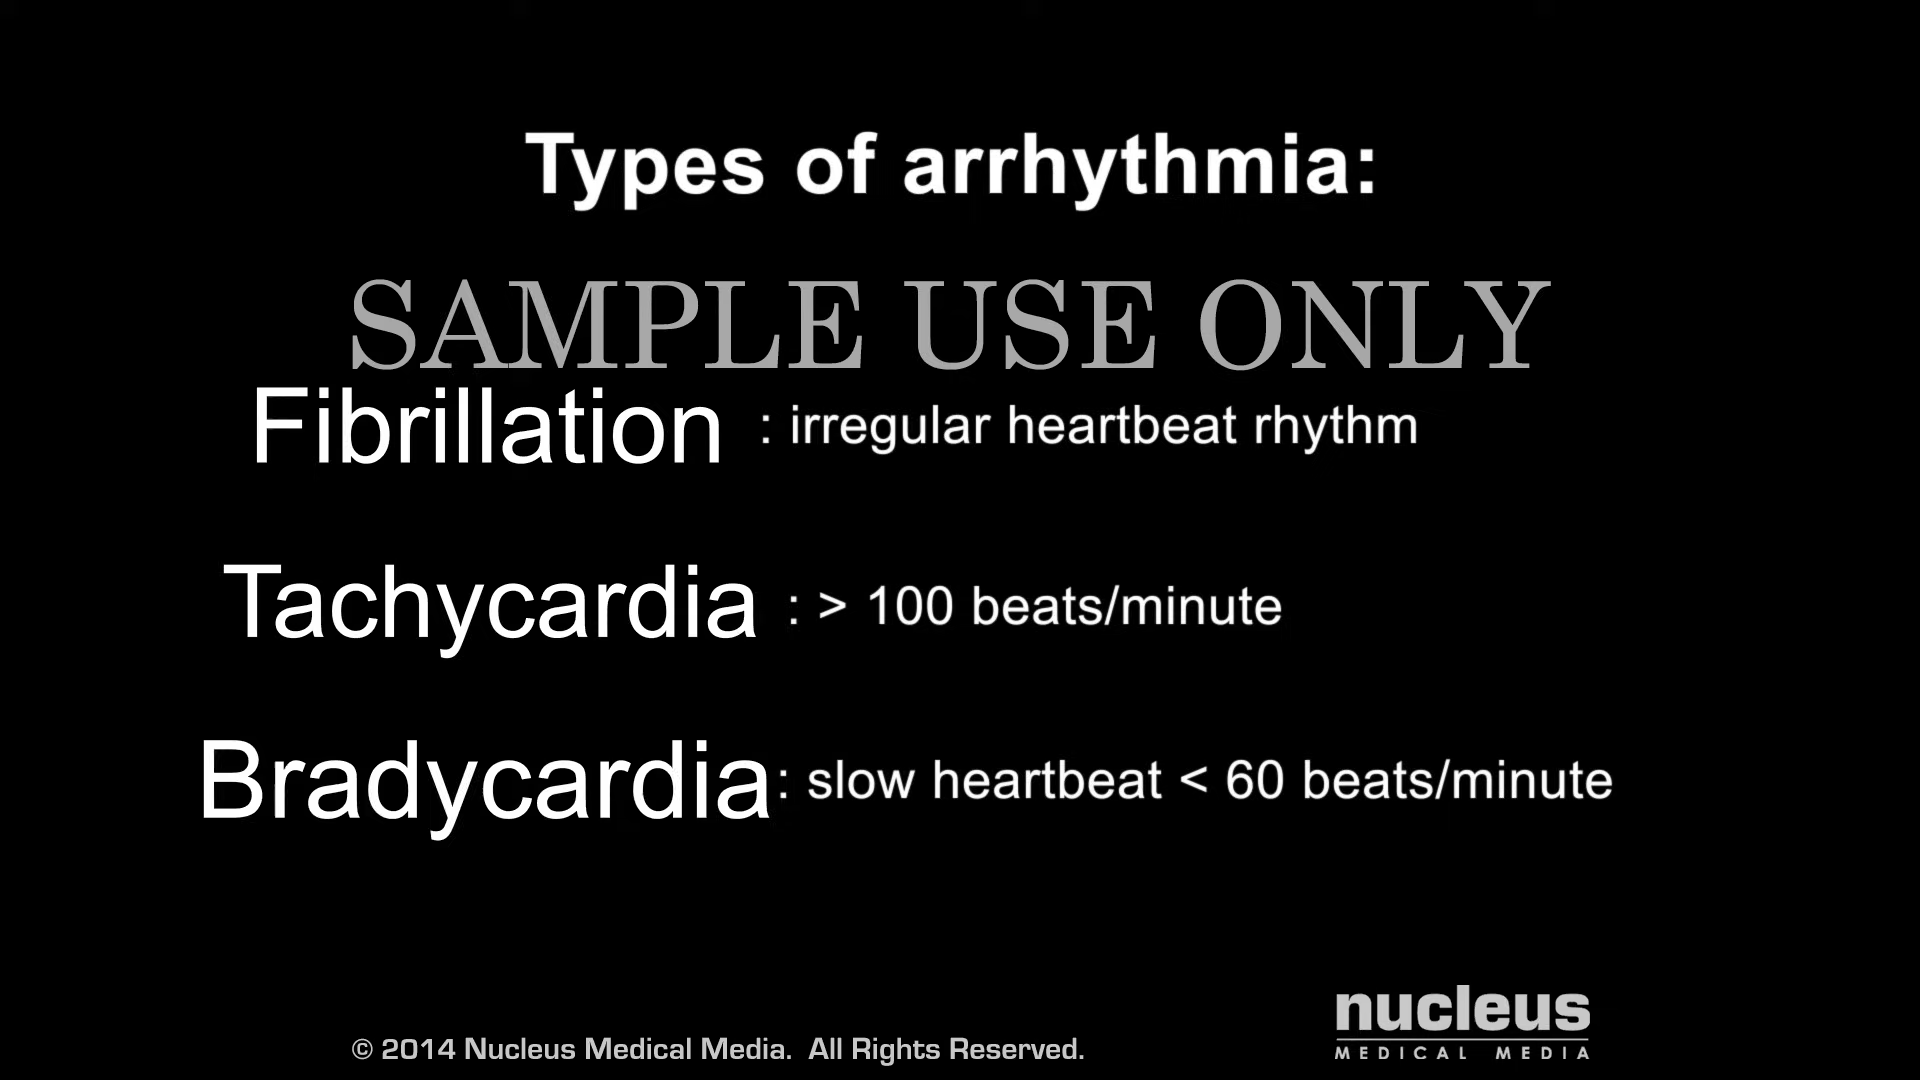 Types of arrhythmia:
SAMPLE USE ONLY
Fibrillation : irregular heartbeat rhythm
Tachycardia : > 100 beats/minute
Bradycardia: slow heartbeat < 60 beats/minute
nucleus
MEDICAL MEDIA
© 2014 Nucleus Medical Media. All Rights Reserved.